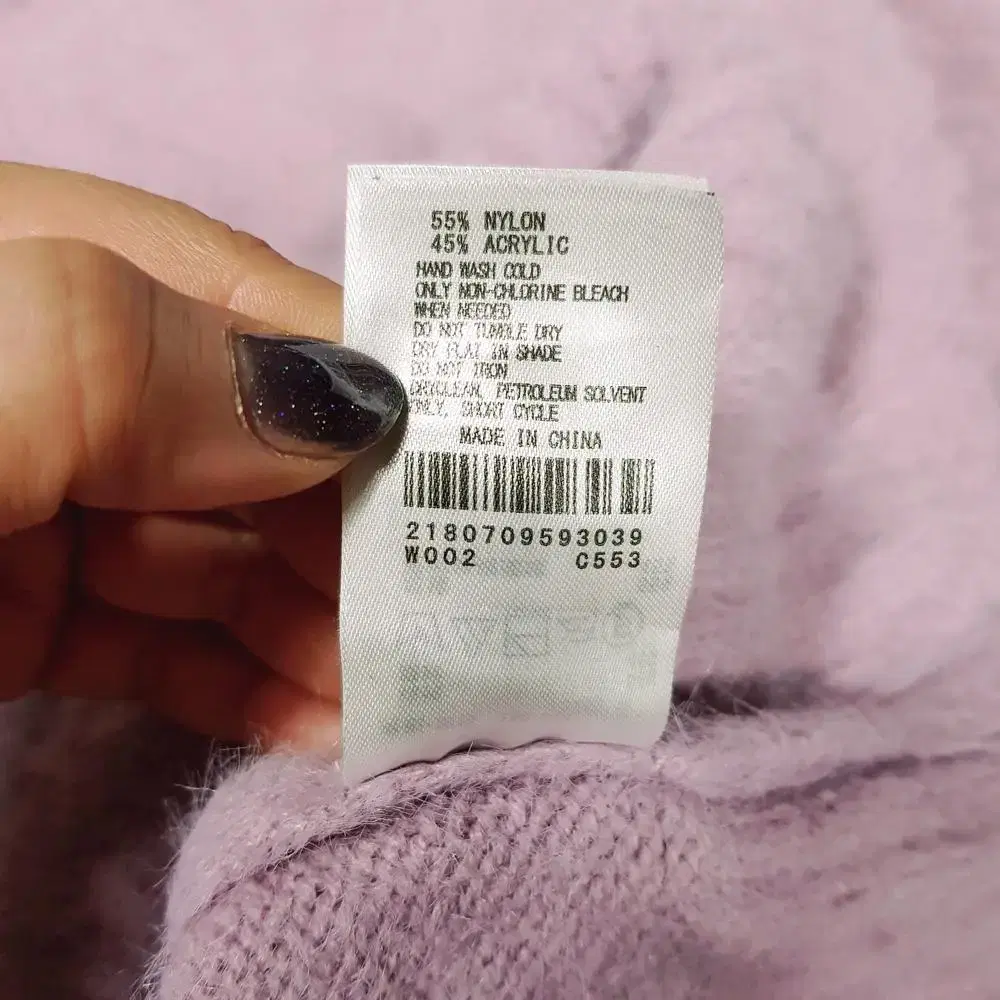 55% NYLON
45% ACRYLIC
HAND WASH COLD
ONLY NON-CHLORINE BLEACH
WHEN NEEDED
DO NOT TUMBLE DRY
DRY FLAT IN SHADE
DO NOT IRON
DRYCLEAN, PETROLEUM SOLVENT
ONLY, SHORT CYCLE
MADE IN CHINA
2180709593039
W002 C553